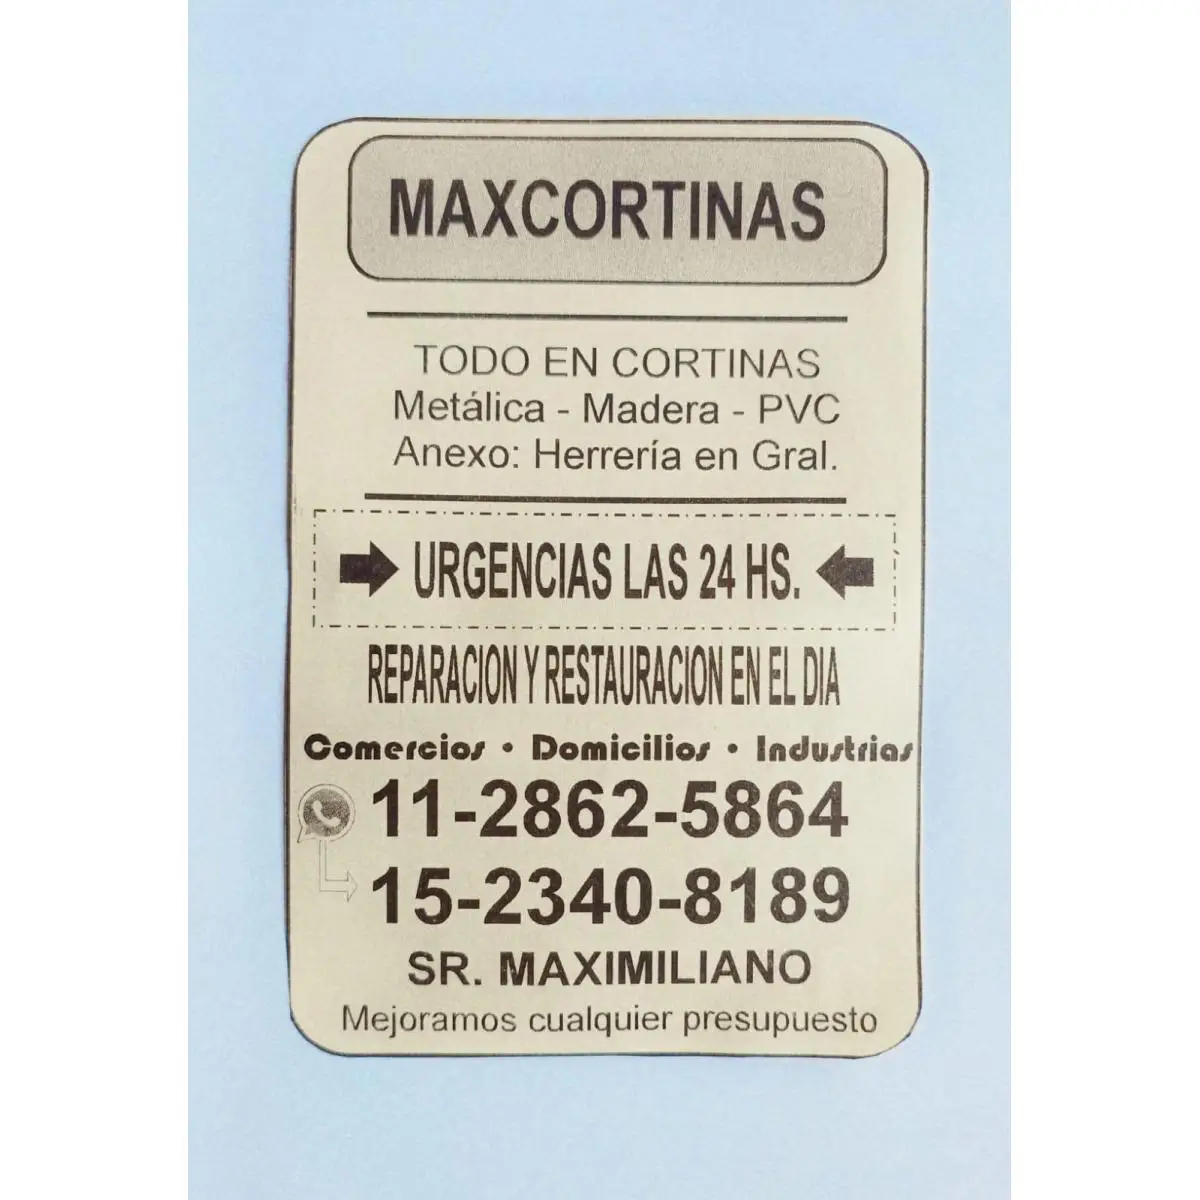 MAXCORTINAS
TODO EN CORTINAS
Metálica - Madera - PVC
Anexo: Herrería en Gral.
URGENCIAS LAS 24 HS.
REPARACION Y RESTAURACION EN EL DIA
Comercios • Domicilios • Industrias
11-2862-5864
15-2340-8189
SR. MAXIMILIANO
Mejoramos cualquier presupuesto